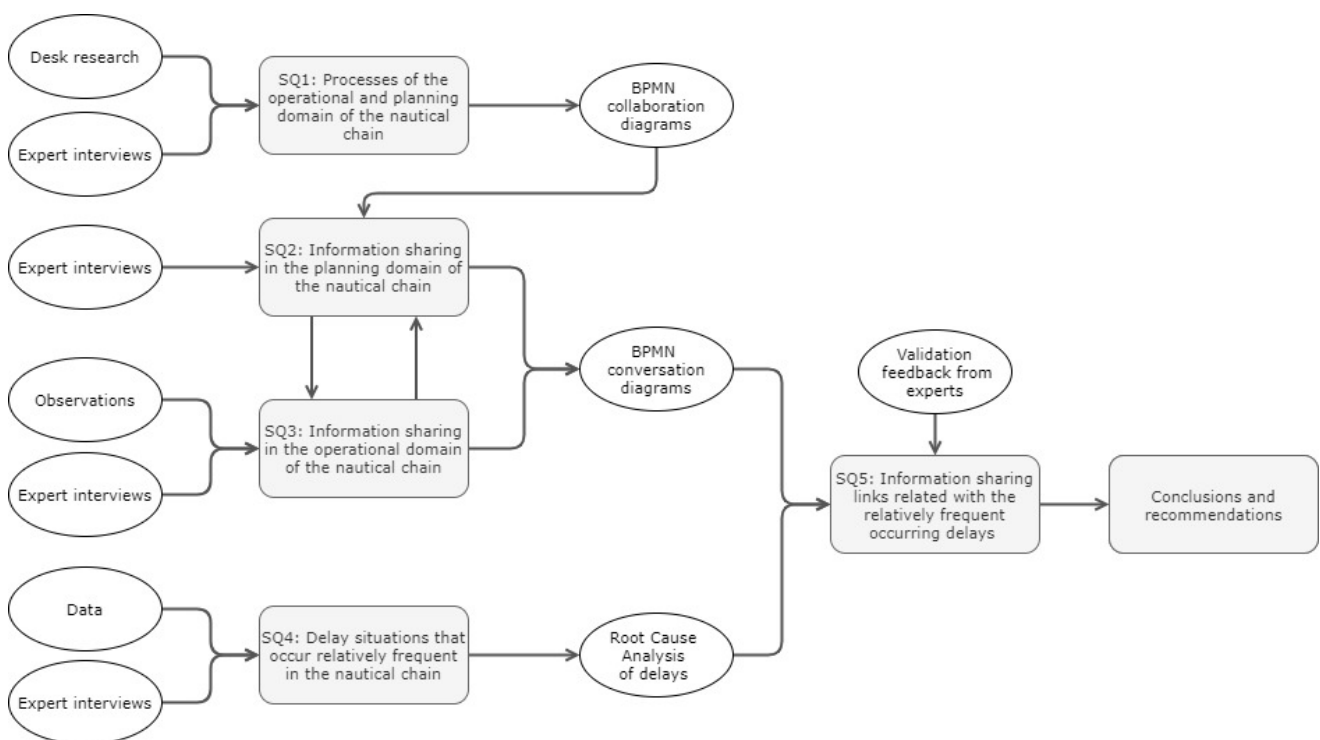 Desk research
Expert interviews
SQ1: Processes of the
operational and planning
domain of the nautical
chain
BPMN
collaboration
diagrams
Expert interviews
SQ2: Information sharing
in the planning domain of
the nautical chain
Observations
Expert interviews
SQ3: Information sharing
in the operational domain
of the nautical chain
BPMN
conversation
diagrams
Data
Expert interviews
SQ4: Delay situations that
occur relatively frequent
in the nautical chain
Root Cause
Analysis
of delays
Validation
feedback from
experts
SQ5: Information sharing
links related with the
relatively frequent
occurring delays
Conclusions and
recommendations